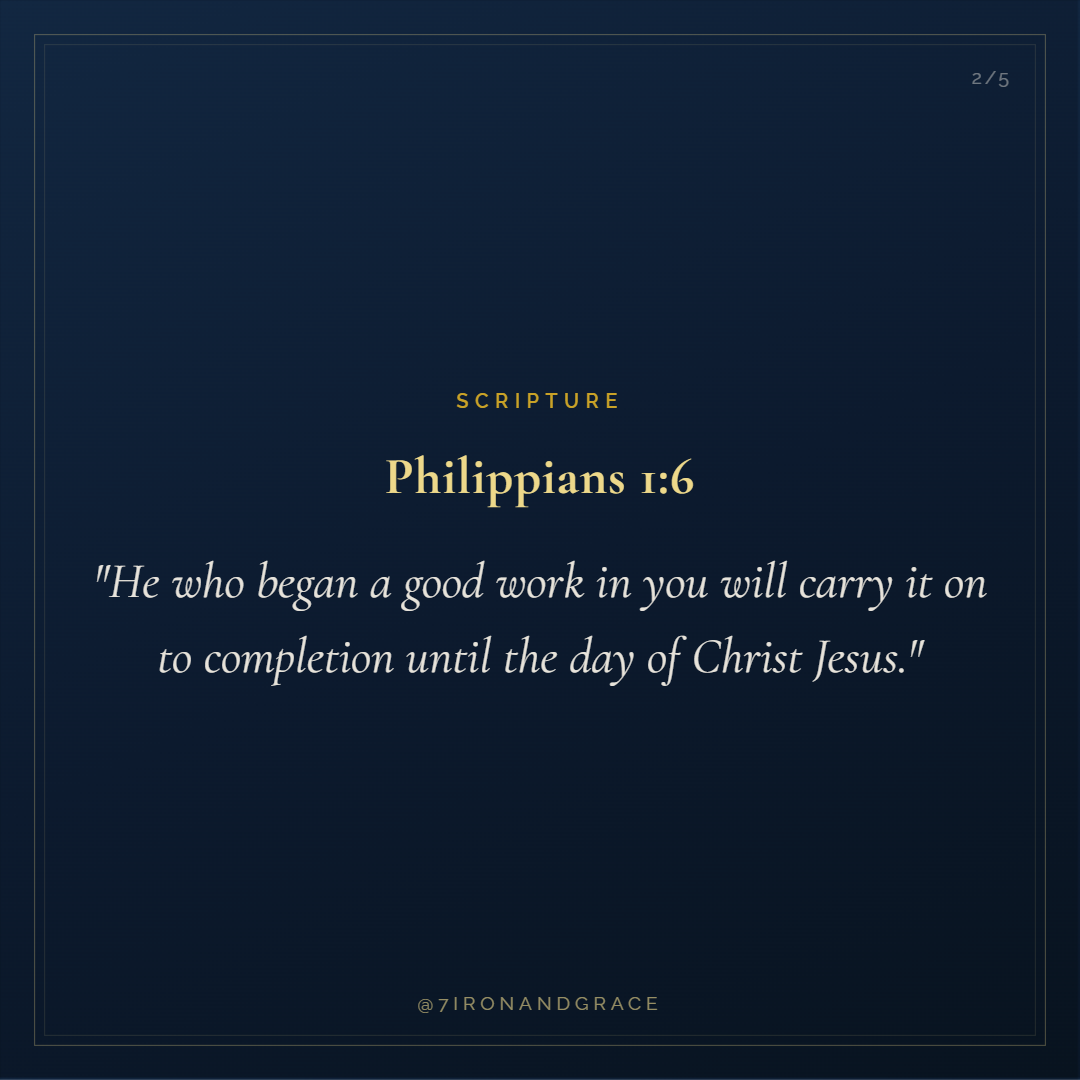 2/5
SCRIPTURE
Philippians 1:6
"He who began a good work in you will carry it on
to completion until the day of Christ Jesus."
@7IRONANDGRACE